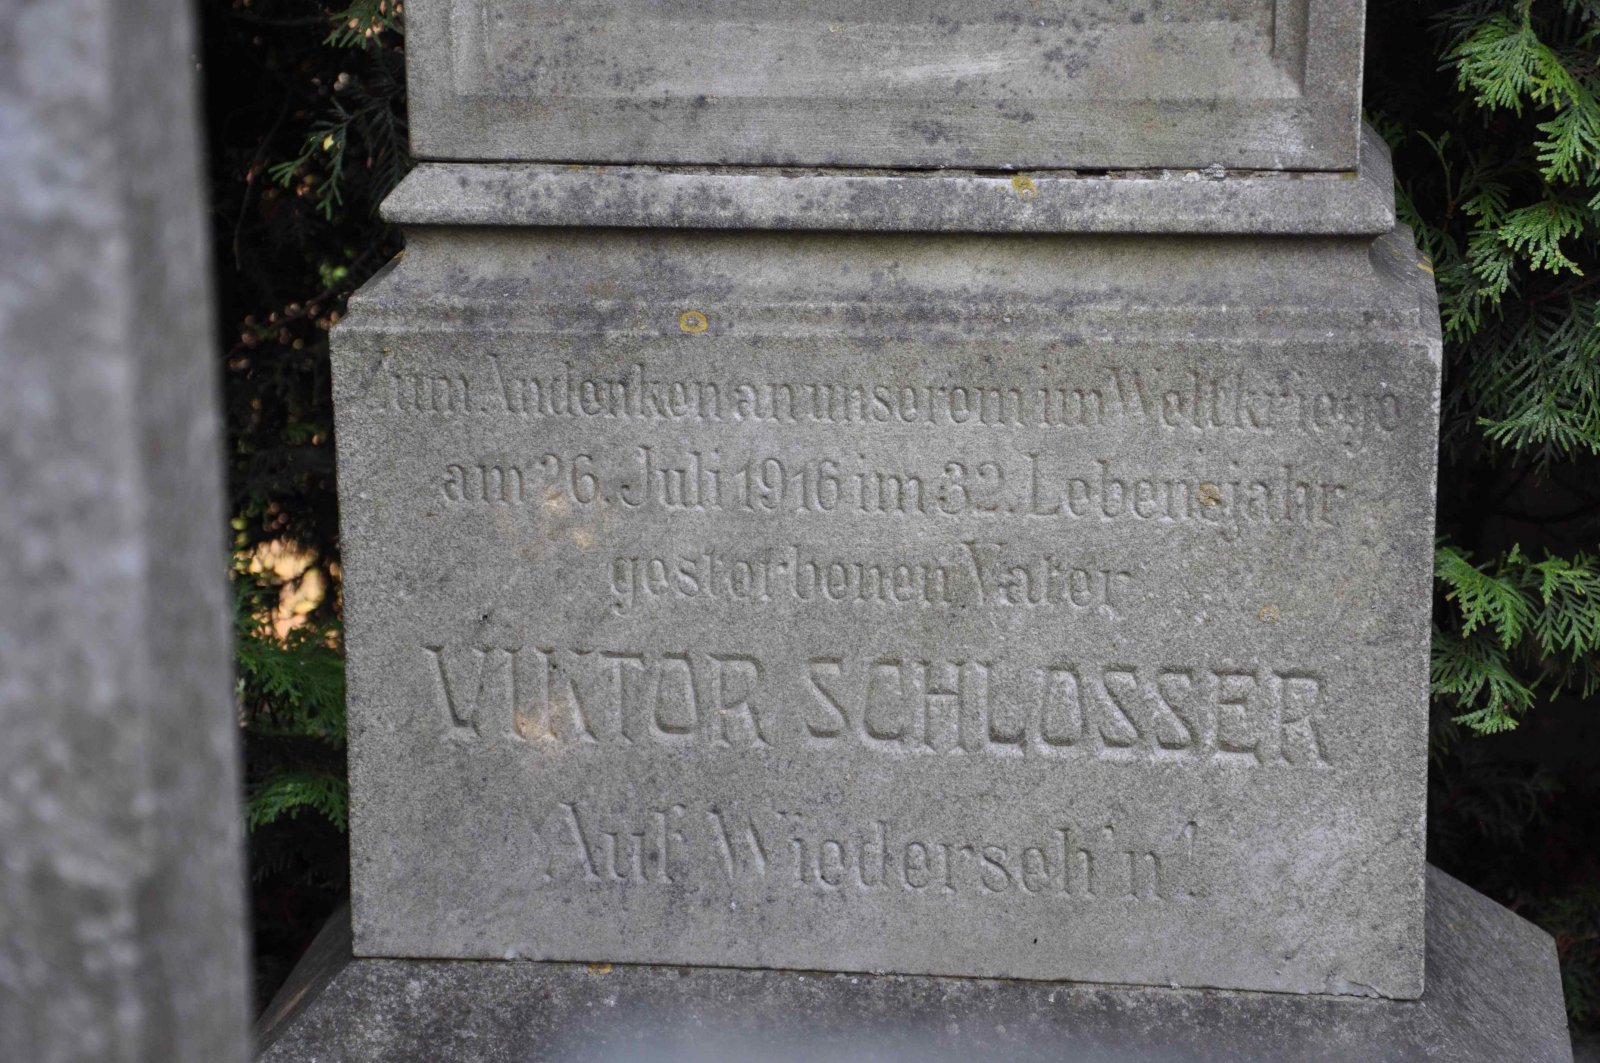 Zum Andenken an unserem im Weltkriege
am 26. Juli 1916 im 32. Lebensjahr
gestorbenen Vater
VIKTOR SCHLOSSER
Auf Wiederseh'n!